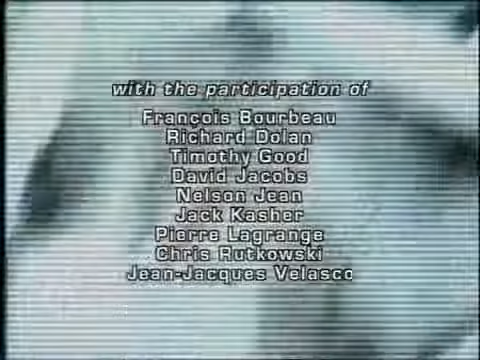 with the participation of
François Bourbeau
Richard Dolan
Timothy Good
David Jacobs
Nelson Jean
Jack Kasher
Pierre Lagrange
Chris Rutkowski
Jean-Jacques Velasco